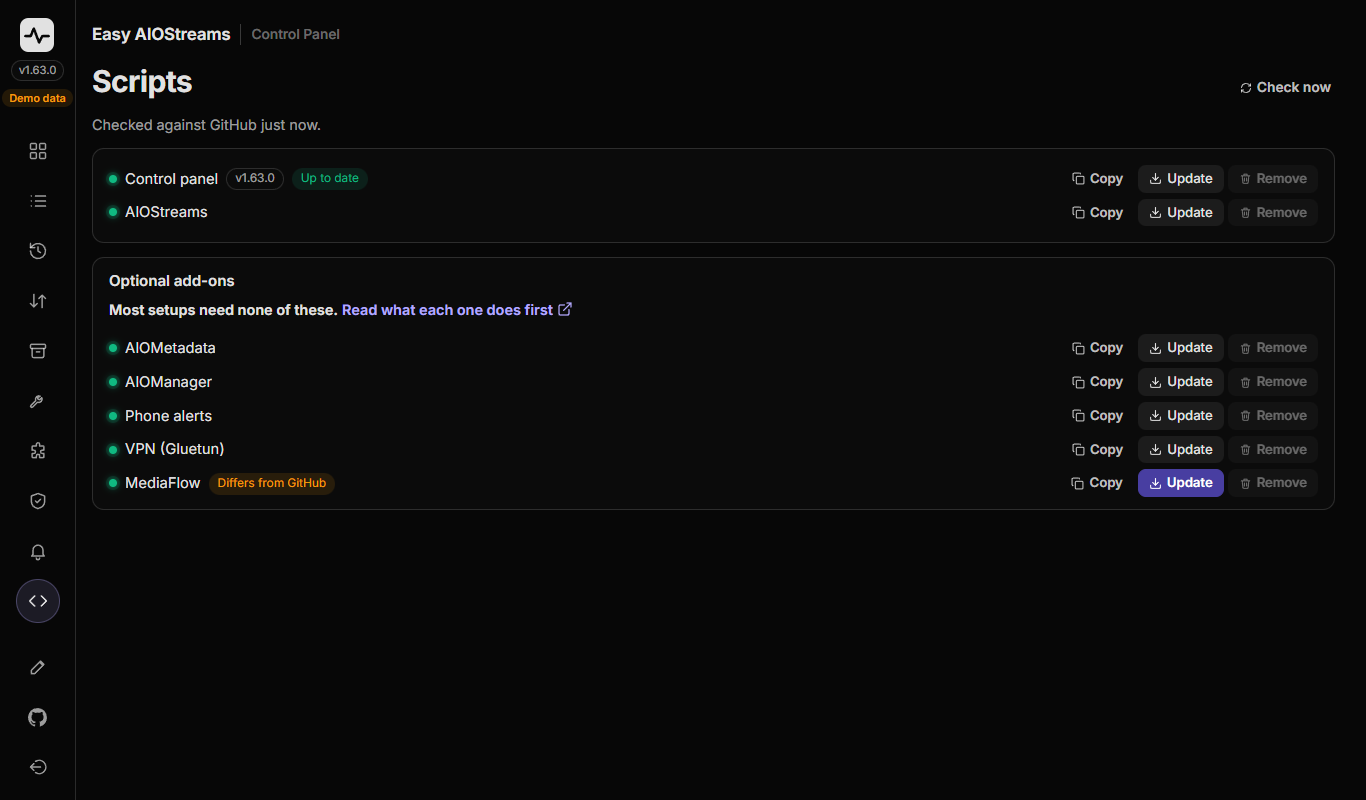 Easy AIOStreams Control Panel
v1.63.0
Demo data
Scripts
Check now
Checked against GitHub just now.
Control panel v1.63.0 Up to date Copy Update Remove
AIOStreams Copy Update Remove
Optional add-ons
Most setups need none of these. Read what each one does first
AIOMetadata Copy Update Remove
AIOManager Copy Update Remove
Phone alerts Copy Update Remove
VPN (Gluetun) Copy Update Remove
MediaFlow Differs from GitHub Copy Update Remove